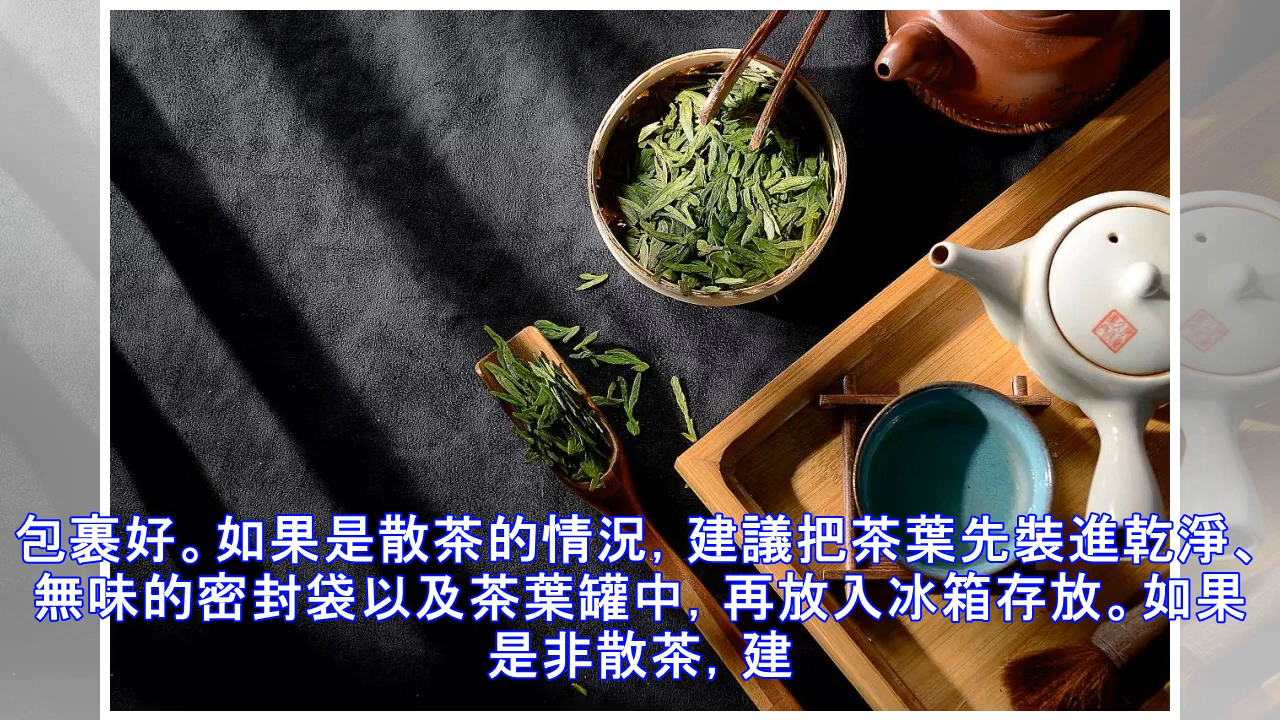 包裹好。如果是散茶的情況，建議把茶葉先裝進乾淨、
無味的密封袋以及茶葉罐中，再放入冰箱存放。如果
是非散茶，建